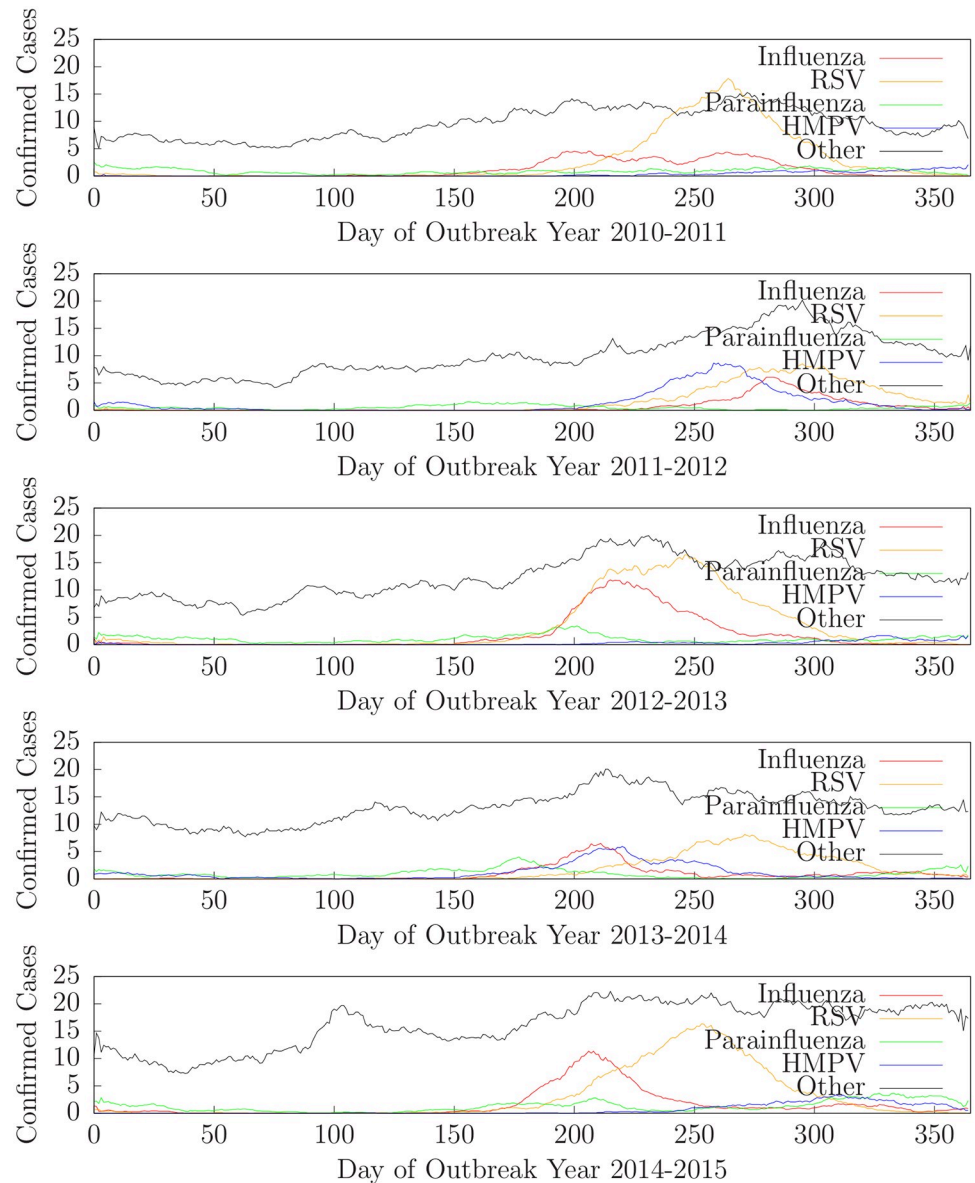 Confirmed Cases
25
20
15
10
5
0
Influenza
RSV
Parainfluenza
HMPV
Other
0 50 100 150 200 250 300 350
Day of Outbreak Year 2010-2011
Confirmed Cases
25
20
15
10
5
0
Influenza
RSV
Parainfluenza
HMPV
Other
0 50 100 150 200 250 300 350
Day of Outbreak Year 2011-2012
Confirmed Cases
25
20
15
10
5
0
Influenza
RSV
Parainfluenza
HMPV
Other
0 50 100 150 200 250 300 350
Day of Outbreak Year 2012-2013
Confirmed Cases
25
20
15
10
5
0
Influenza
RSV
Parainfluenza
HMPV
Other
0 50 100 150 200 250 300 350
Day of Outbreak Year 2013-2014
Confirmed Cases
25
20
15
10
5
0
Influenza
RSV
Parainfluenza
HMPV
Other
0 50 100 150 200 250 300 350
Day of Outbreak Year 2014-2015